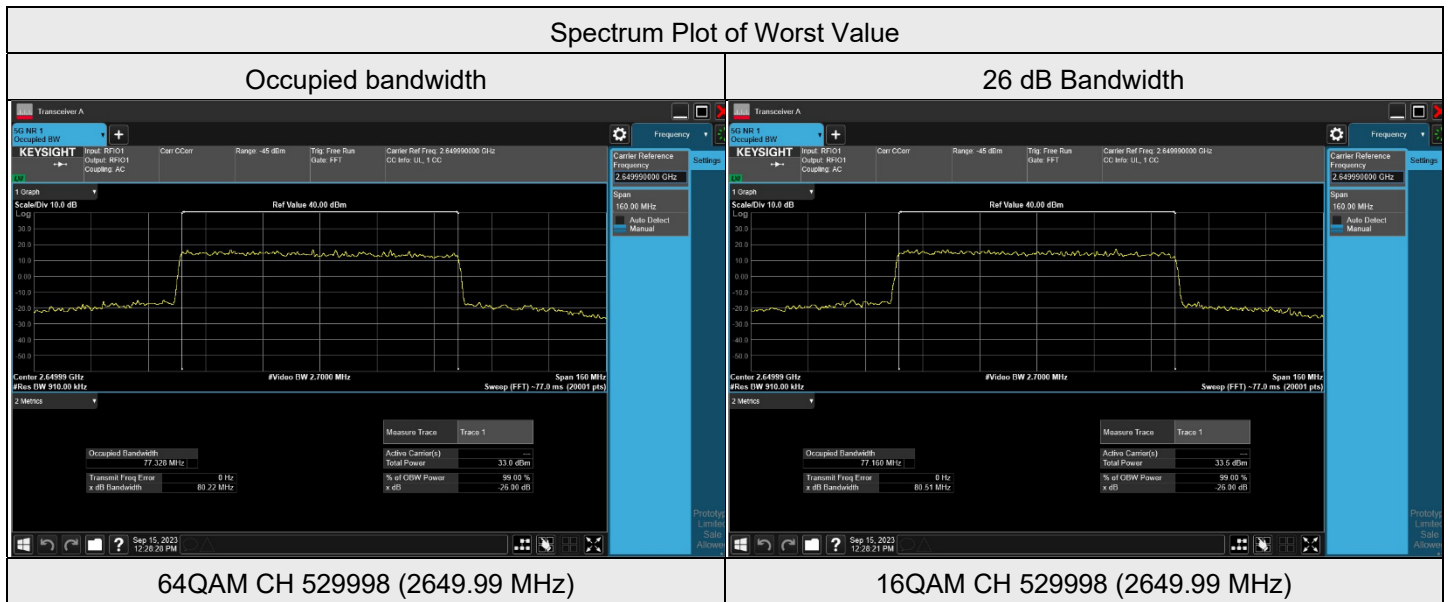 Spectrum Plot of Worst Value
Occupied bandwidth
26 dB Bandwidth
Transceiver A
5G NR 1
Occupied BW
+
Frequency
KEYSIGHT
Input: RFIO1
Output: RFIO1
Coupling: AC
Corr CCorr
Range: -45 dBm
Trig: Free Run
Gate: FFT
Carrier Ref Freq: 2.649990000 GHz
CC Info: UL, 1 CC
Carrier Reference
Frequency
2.649990000 GHz
Settings
Span
160.00 MHz
Auto Detect
Manual
1 Graph
Scale/Div 10.0 dB
Ref Value 40.00 dBm
Log
30.0
20.0
10.0
0.00
-10.0
-20.0
-30.0
-40.0
-50.0
Center 2.64999 GHz
#Video BW 2.7000 MHz
Span 160 MHz
#Res BW 910.00 kHz
Sweep (FFT) ~77.0 ms (20001 pts)
2 Metrics
Measure Trace
Trace 1
Occupied Bandwidth
77.328 MHz
Active Carrier(s)
---
Total Power
33.0 dBm
Transmit Freq Error
0 Hz
x dB Bandwidth
80.22 MHz
% of OBW Power
99.00 %
x dB
-26.00 dB
?
Sep 15, 2023
12:28:28 PM
Limited
Sale
Transceiver A
5G NR 1
Occupied BW
+
Frequency
KEYSIGHT
Input: RFIO1
Output: RFIO1
Coupling: AC
Corr CCorr
Range: -45 dBm
Trig: Free Run
Gate: FFT
Carrier Ref Freq: 2.649990000 GHz
CC Info: UL, 1 CC
Carrier Reference
Frequency
2.649990000 GHz
Settings
Span
160.00 MHz
Auto Detect
Manual
1 Graph
Scale/Div 10.0 dB
Ref Value 40.00 dBm
Log
30.0
20.0
10.0
0.00
-10.0
-20.0
-30.0
-40.0
-50.0
Center 2.64999 GHz
#Video BW 2.7000 MHz
Span 160 MHz
#Res BW 910.00 kHz
Sweep (FFT) ~77.0 ms (20001 pts)
2 Metrics
Measure Trace
Trace 1
Occupied Bandwidth
77.160 MHz
Active Carrier(s)
---
Total Power
33.5 dBm
Transmit Freq Error
0 Hz
x dB Bandwidth
80.51 MHz
% of OBW Power
99.00 %
x dB
-26.00 dB
?
Sep 15, 2023
12:28:21 PM
Limited
Sale
64QAM CH 529998 (2649.99 MHz)
16QAM CH 529998 (2649.99 MHz)